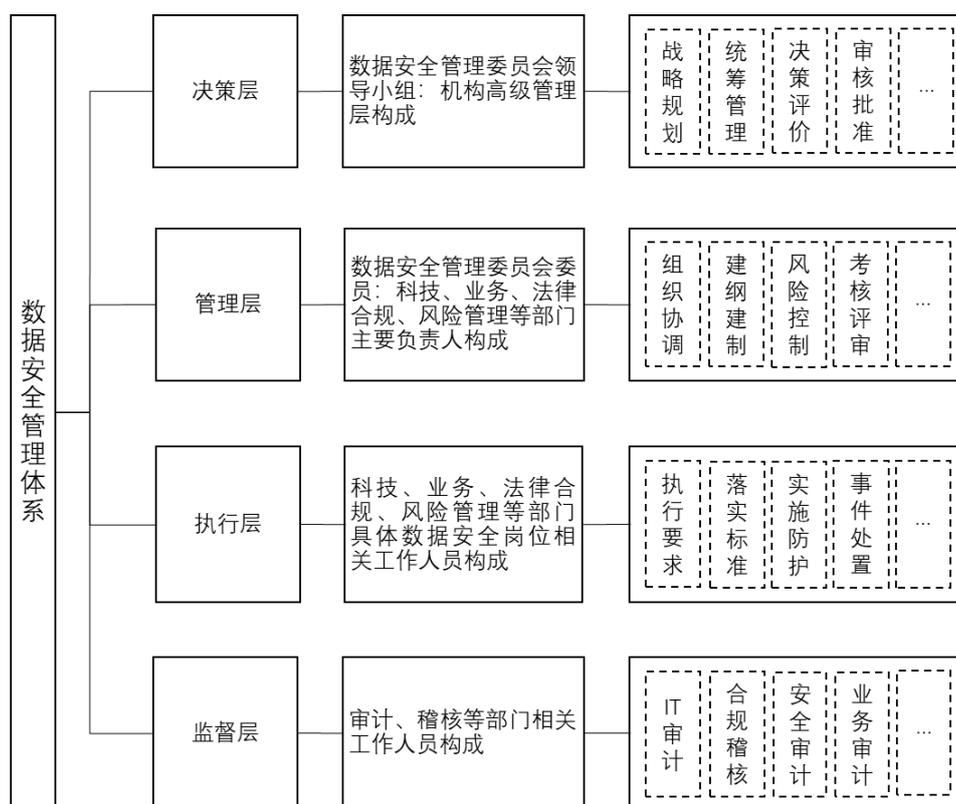 数据安全管理体系
决策层
数据安全管理委员会领
导小组：机构高级管理
层构成
战略规划
统筹管理
决策评价
审核批准
...
管理层
数据安全管理委员会委
员：科技、业务、法律
合规、风险管理等部门
主要负责人构成
组织协调
建纲建制
风险控制
考核评审
...
执行层
科技、业务、法律合
规、风险管理等部门
具体数据安全岗位相
关工作人员构成
执行要求
落实标准
实施防护
事件处置
...
监督层
审计、稽核等部门相关
工作人员构成
IT审计
合规稽核
安全审计
业务审计
...